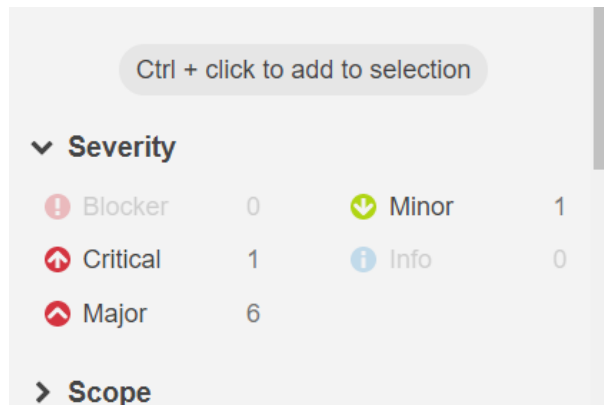 Ctrl + click to add to selection
Severity
Blocker 0 Minor 1
Critical 1 Info 0
Major 6
Scope